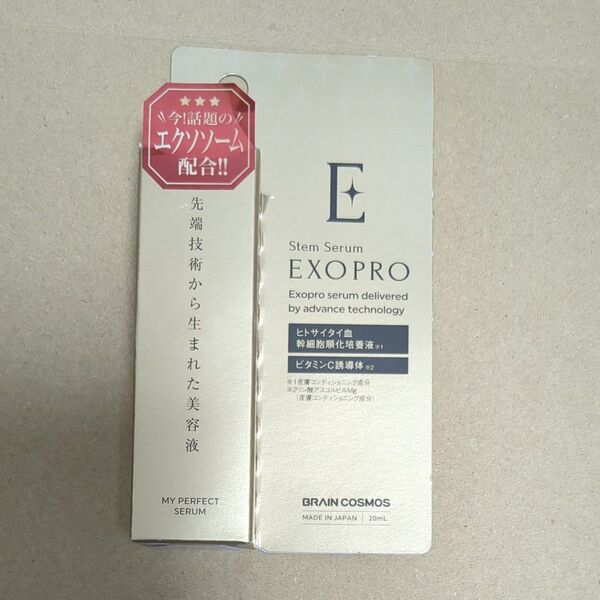 ★★★
今!話題の
エクソソーム
配合!!
先端技術から生まれた美容液
MY PERFECT
SERUM
E
Stem Serum
EXOPRO
Exopro serum delivered
by advance technology
ヒトサイタイ血
幹細胞順化培養液※1
ビタミンC誘導体※2
※1皮膚コンディショニング成分
※2リン酸アスコルビルMg
(皮膚コンディショニング成分)
BRAIN COSMOS
MADE IN JAPAN | 20mL